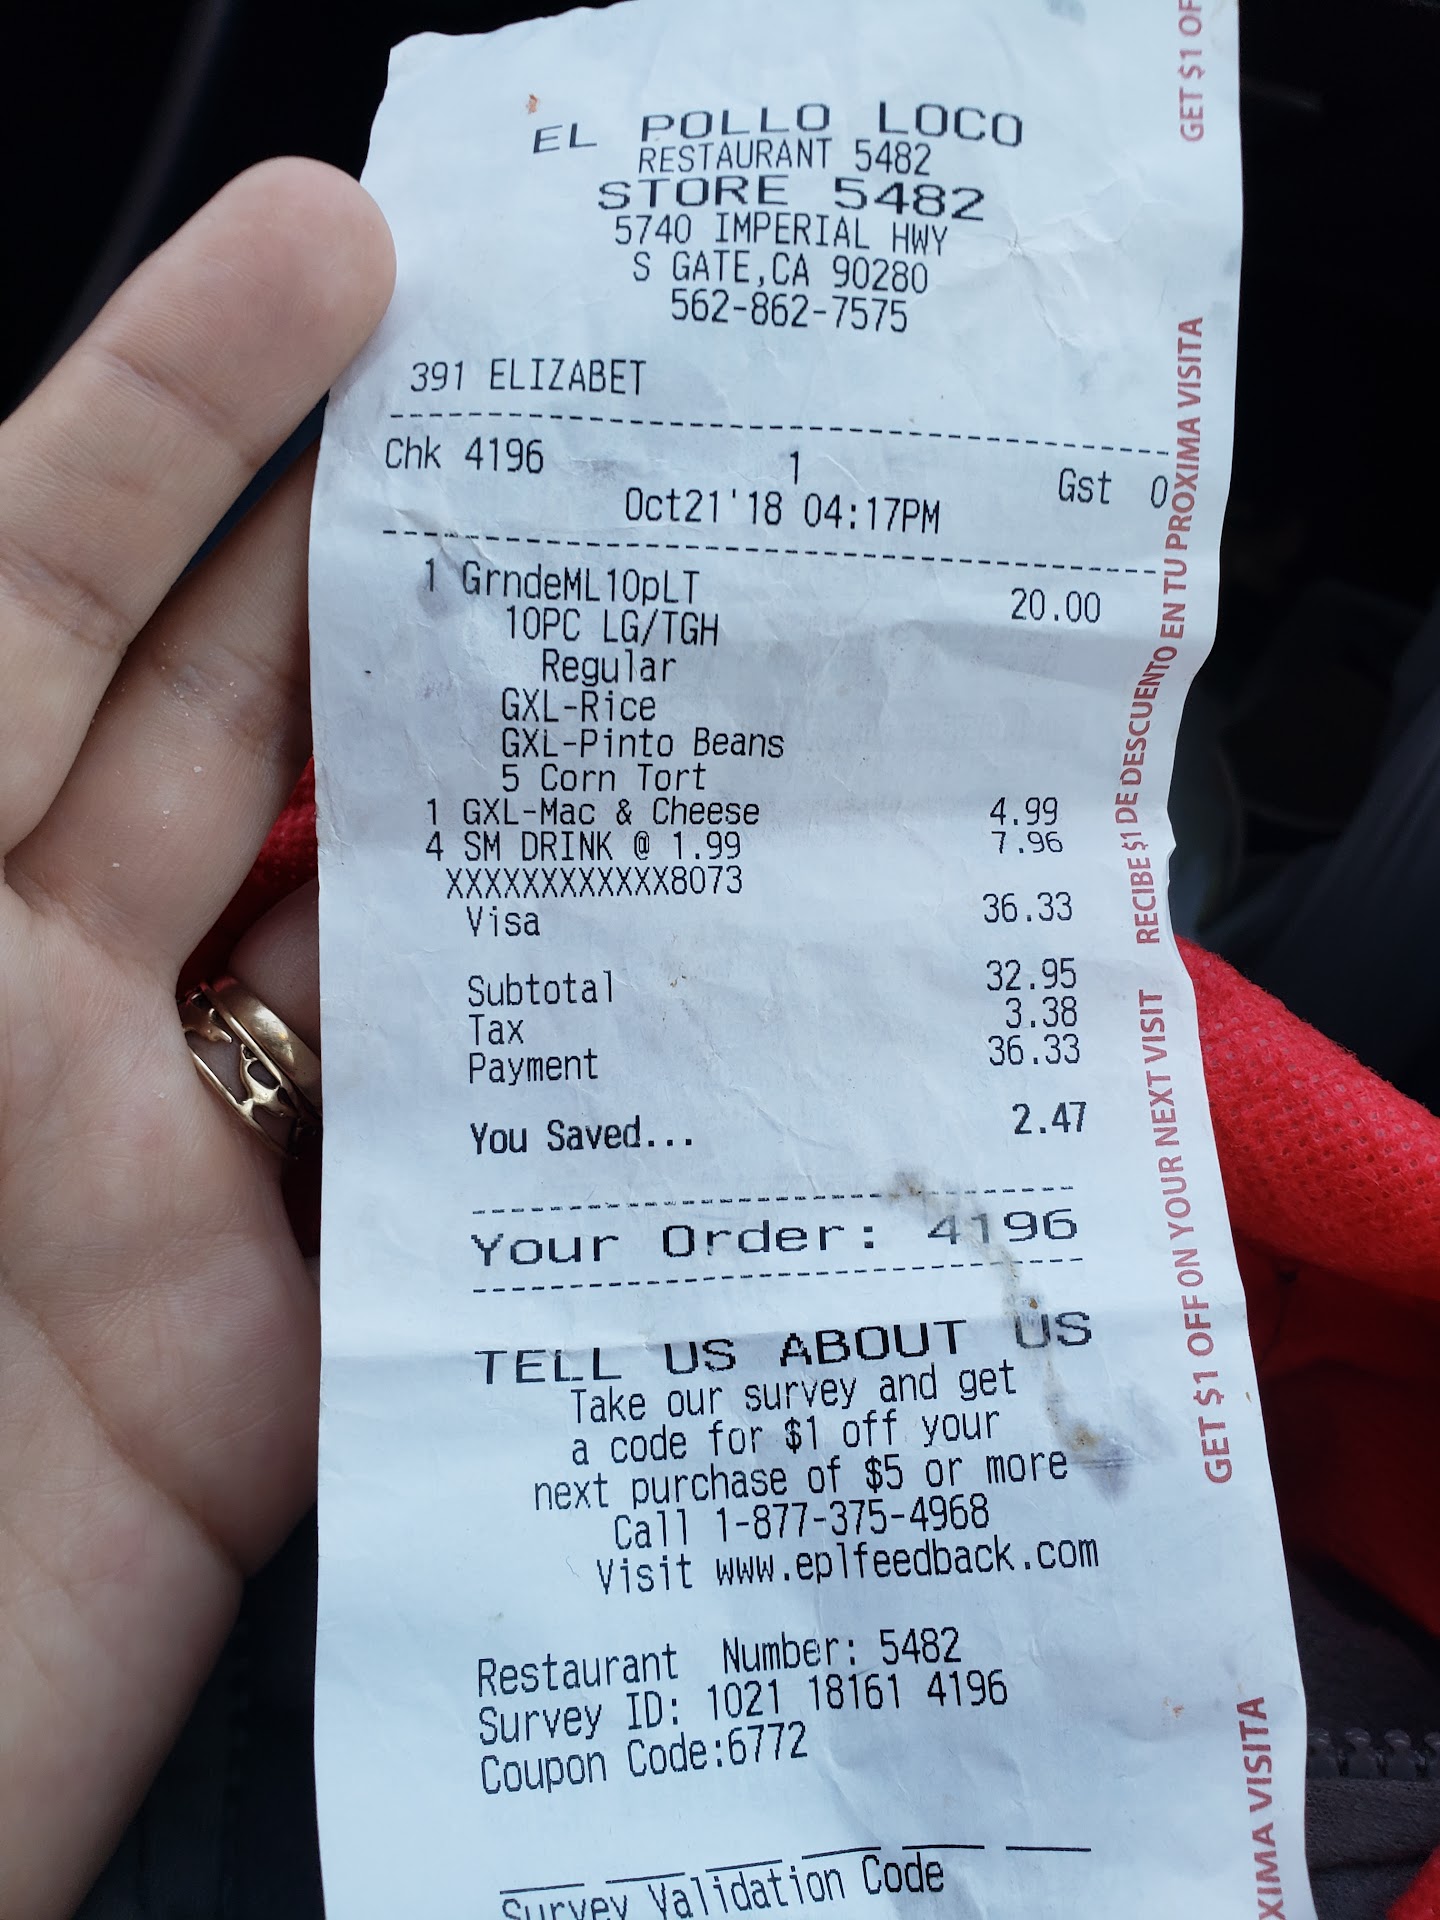 EL POLLO LOCO
RESTAURANT 5482
STORE 5482
5740 IMPERIAL HWY
S GATE,CA 90280
562-862-7575
391 ELIZABET
Chk 4196 1 Gst 0
Oct21'18 04:17PM
1 GrndeML10pLT 20.00
10PC LG/TGH
Regular
GXL-Rice
GXL-Pinto Beans
5 Corn Tort
1 GXL-Mac & Cheese 4.99
4 SM DRINK @ 1.99 7.96
XXXXXXXXXXXX8073
Visa 36.33
Subtotal 32.95
Tax 3.38
Payment 36.33
You Saved... 2.47
Your Order: 4196
TELL US ABOUT US
Take our survey and get
a code for $1 off your
next purchase of $5 or more
Call 1-877-375-4968
Visit www.eplfeedback.com
Restaurant Number: 5482
Survey ID: 1021 18161 4196
Coupon Code:6772
Survey Validation Code
GET $1 OF
RECIBE $1 DE DESCUENTO EN TU PROXIMA VISITA
GET $1 OFF ON YOUR NEXT VISIT
XIMA VISITA